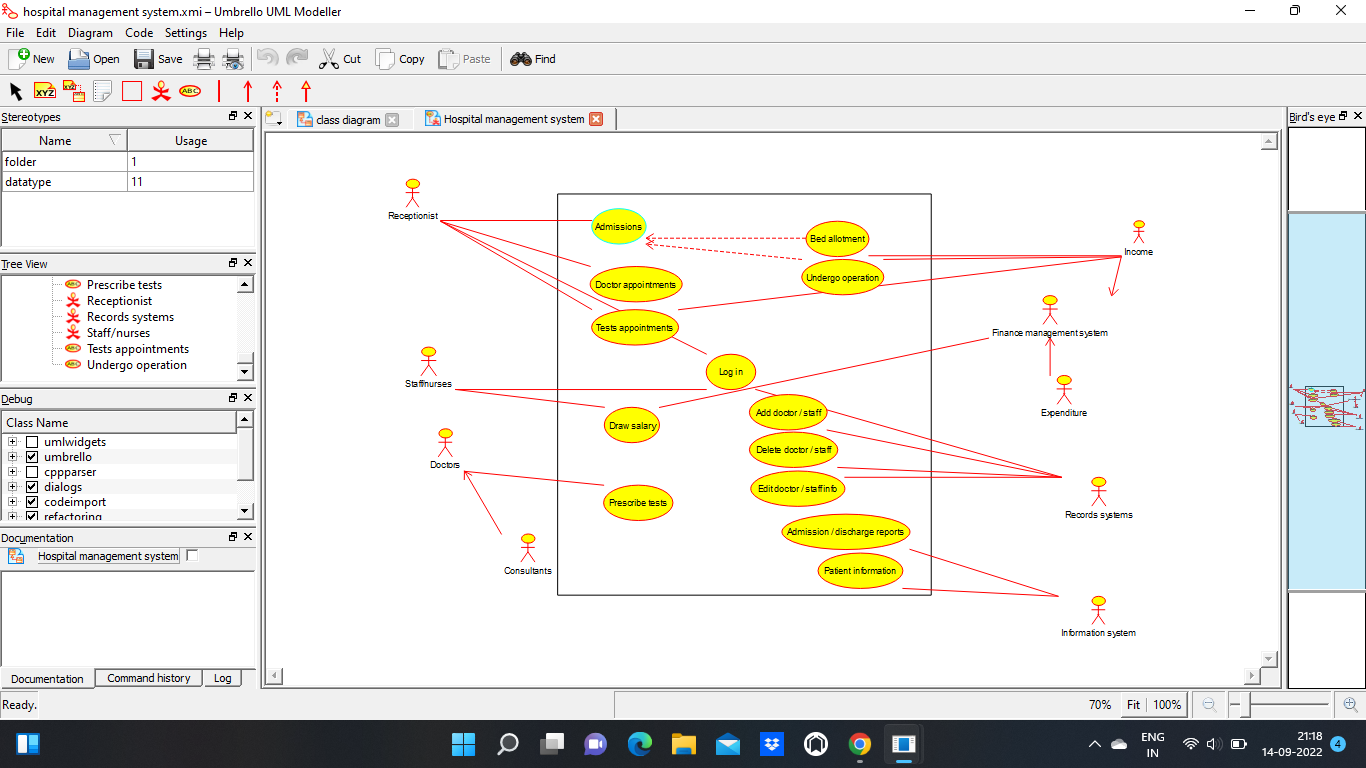 hospital management system.xmi – Umbrello UML Modeller
File Edit Diagram Code Settings Help
New Open Save Cut Copy Paste Find
XYZ XYZ ABC
Stereotypes
Name Usage
folder 1
datatype 11
Tree View
Prescribe tests
Receptionist
Records systems
Staff/nurses
Tests appointments
Undergo operation
Debug
Class Name
umlwidgets
umbrello
cppparser
dialogs
codeimport
refactoring
Documentation
Hospital management system
Documentation Command history Log
class diagram Hospital management system
Receptionist
Admissions
Bed allotment
Income
Doctor appointments
Undergo operation
Tests appointments
Finance management system
Log in
Staff/nurses
Add doctor / staff
Expenditure
Draw salary
Delete doctor / staff
Doctors
Edit doctor / staff info
Prescribe tests
Records systems
Admission / discharge reports
Consultants
Patient information
Information system
Bird's eye
Ready.
70% Fit 100%
ENG
IN
21:18
14-09-2022
4